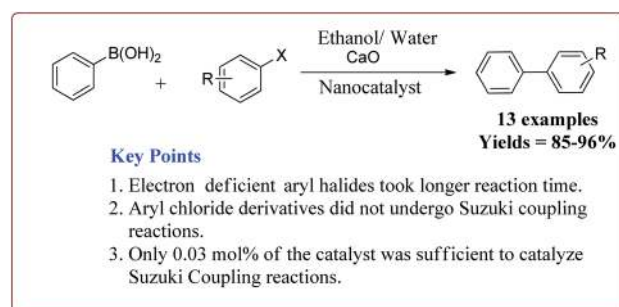 B(OH)2
+
R
X
Ethanol/ Water
CaO
Nanocatalyst
R
13 examples
Yields = 85-96%
Key Points
1. Electron deficient aryl halides took longer reaction time.
2. Aryl chloride derivatives did not undergo Suzuki coupling
reactions.
3. Only 0.03 mol% of the catalyst was sufficient to catalyze
Suzuki Coupling reactions.